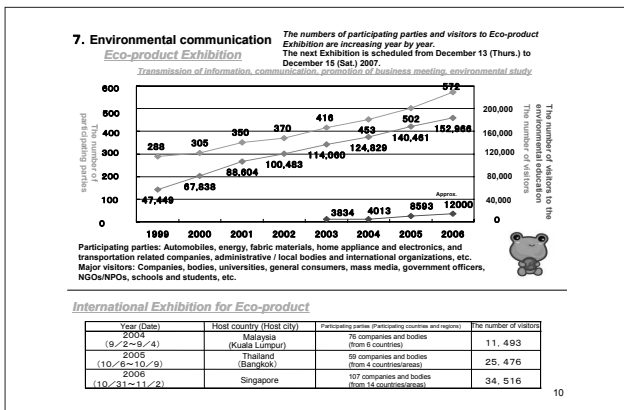 7. Environmental communication
The numbers of participating parties and visitors to Eco-product
Exhibition are increasing year by year.
The next Exhibition is scheduled from December 13 (Thurs.) to
December 15 (Sat.) 2007.
Eco-product Exhibition
Transmission of information, communication, promotion of business meeting, environmental study
The number of
participating parties
600
500
400
300
200
100
0
288
305
350
370
416
453
502
572
47,449
67,838
88,604
100,483
114,060
124,829
140,461
152,966
3834
4013
8593
Approx.
12000
200,000
160,000
120,000
80,000
40,000
0
The number of visitors to the
environmental education
The number of visitors
1999 2000 2001 2002 2003 2004 2005 2006
Participating parties: Automobiles, energy, fabric materials, home appliance and electronics, and
transportation related companies, administrative / local bodies and international organizations, etc.
Major visitors: Companies, bodies, universities, general consumers, mass media, government officers,
NGOs/NPOs, schools and students, etc.
International Exhibition for Eco-product
Year (Date) Host country (Host city) Participating parties (Participating countries and regions) The number of visitors
2004
(9/2~9/4)
Malaysia
(Kuala Lumpur)
76 companies and bodies
(from 6 countries)
11, 493
2005
(10/6~10/9)
Thailand
(Bangkok)
59 companies and bodies
(from 4 countries/areas)
25, 476
2006
(10/31~11/2)
Singapore
107 companies and bodies
(from 14 countries/areas)
34, 516
10